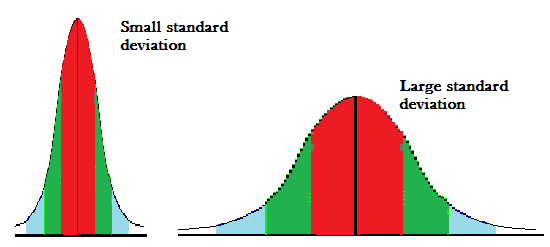 Small standard
deviation
Large standard
deviation